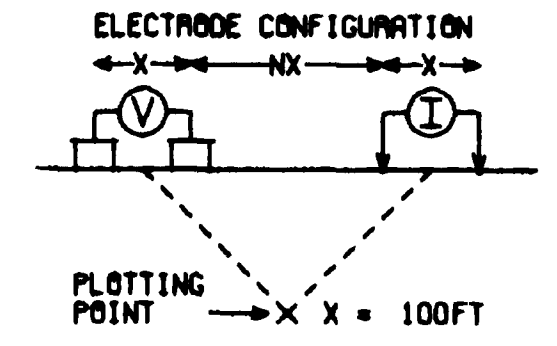 ELECTRODE CONFIGURATION
X NX X
V I
PLOTTING
POINT X X = 100FT